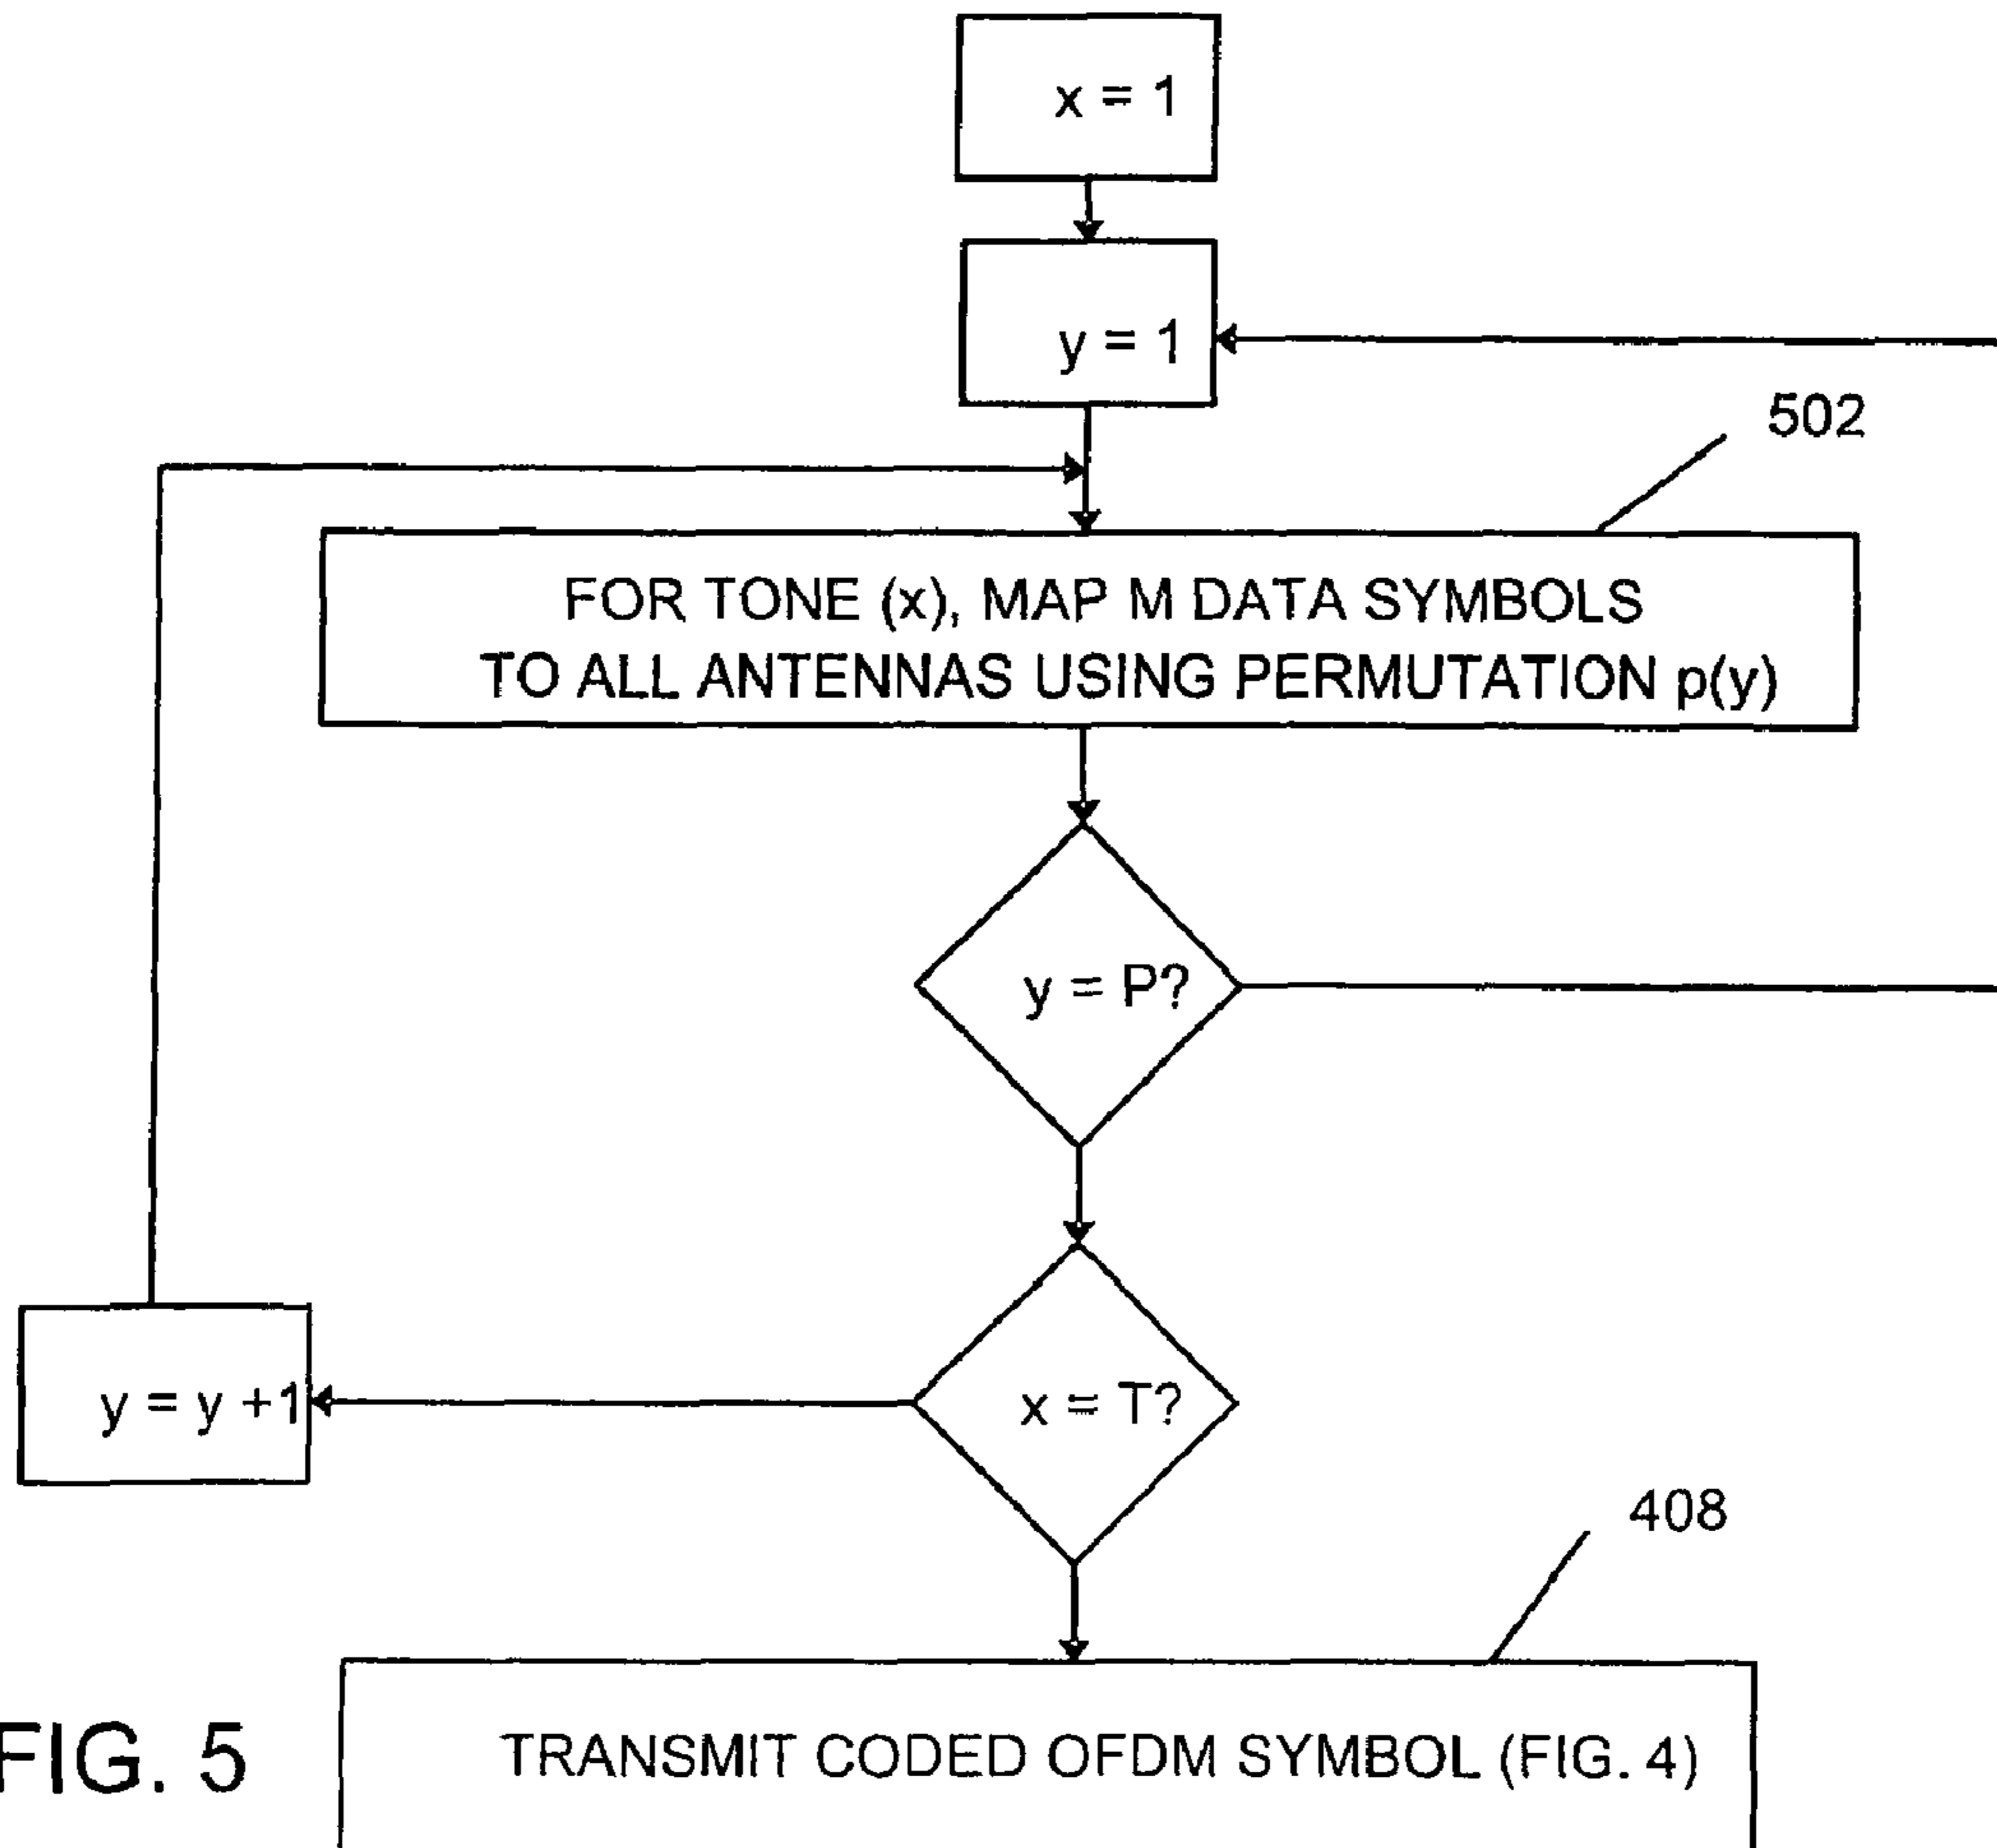 x = 1
y = 1
502
FOR TONE (x), MAP M DATA SYMBOLS
TO ALL ANTENNAS USING PERMUTATION p(y)
y = P?
x = T?
y = y +1
408
TRANSMIT CODED OFDM SYMBOL (FIG. 4)
FIG. 5